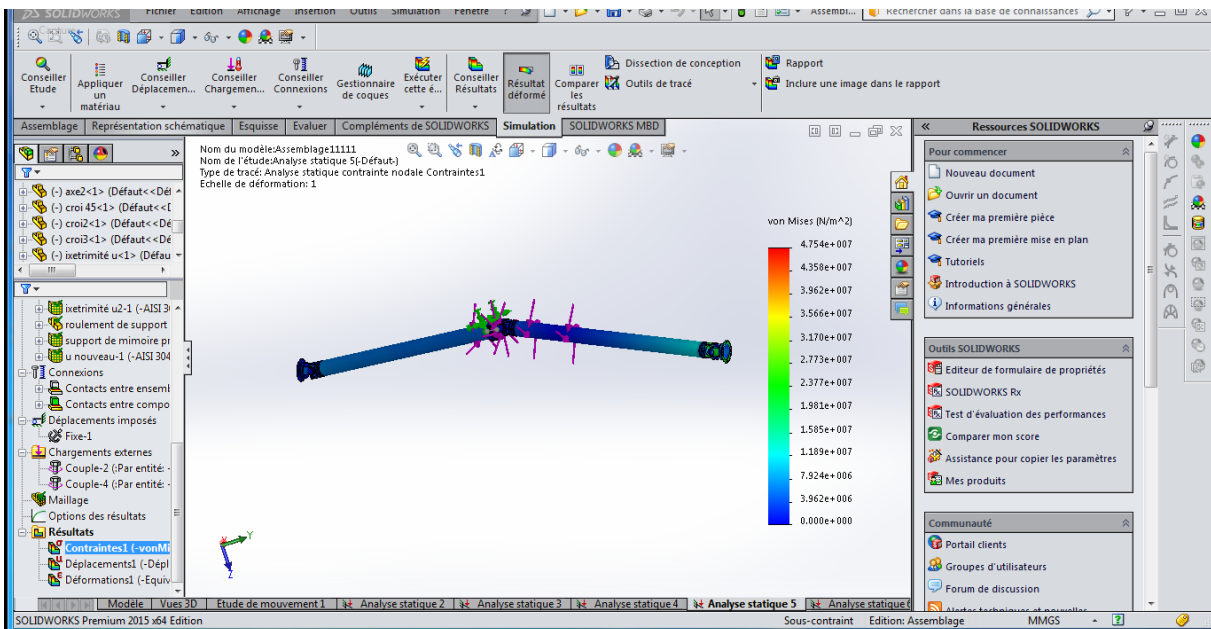 SOLIDWORKS Fichier Edition Affichage Insertion Outils Simulation Fenêtre ? Assembl... Rechercher dans la base de connaissances
Conseiller Etude
Appliquer un matériau
Conseiller Déplacemen...
Conseiller Chargemen...
Conseiller Connexions
Gestionnaire de coques
Exécuter cette é...
Conseiller Résultats
Résultat déformé
Comparer les résultats
Dissection de conception
Outils de tracé
Rapport
Inclure une image dans le rapport
Assemblage Représentation schématique Esquisse Evaluer Compléments de SOLIDWORKS Simulation SOLIDWORKS MBD
(-) axe2<1> (Défaut<<Déf
(-) croi 45<1> (Défaut<<D
(-) croi2<1> (Défaut<<Dé
(-) croi3<1> (Défaut<<Dé
(-) ixetrimité u<1> (Défau
ixetrimité u2-1 (-AISI 3
roulement de support
support de mimoire pr
u nouveau-1 (-AISI 304
Connexions
Contacts entre enseml
Contacts entre compo
Déplacements imposés
Fixe-1
Chargements externes
Couple-2 (:Par entité: -
Couple-4 (:Par entité: -
Maillage
Options des résultats
Résultats
Contraintes1 (-vonMi
Déplacements1 (-Dépl
Déformations1 (-Equiv
Nom du modèle:Assemblage11111
Nom de l'étude:Analyse statique 5(-Défaut-)
Type de tracé: Analyse statique contrainte nodale Contraintes1
Echelle de déformation: 1
von Mises (N/m^2)
4.754e+007
4.358e+007
3.962e+007
3.566e+007
3.170e+007
2.773e+007
2.377e+007
1.981e+007
1.585e+007
1.189e+007
7.924e+006
3.962e+006
0.000e+000
Y
Z
Ressources SOLIDWORKS
Pour commencer
Nouveau document
Ouvrir un document
Créer ma première pièce
Créer ma première mise en plan
Tutoriels
Introduction à SOLIDWORKS
Informations générales
Outils SOLIDWORKS
Editeur de formulaire de propriétés
SOLIDWORKS Rx
Test d'évaluation des performances
Comparer mon score
Assistance pour copier les paramètres
Mes produits
Communauté
Portail clients
Groupes d'utilisateurs
Forum de discussion
Alertes techniques et nouvelles
Modèle Vues 3D Etude de mouvement 1 Analyse statique 2 Analyse statique 3 Analyse statique 4 Analyse statique 5 Analyse statique
SOLIDWORKS Premium 2015 x64 Edition Sous-contraint Edition: Assemblage MMGS